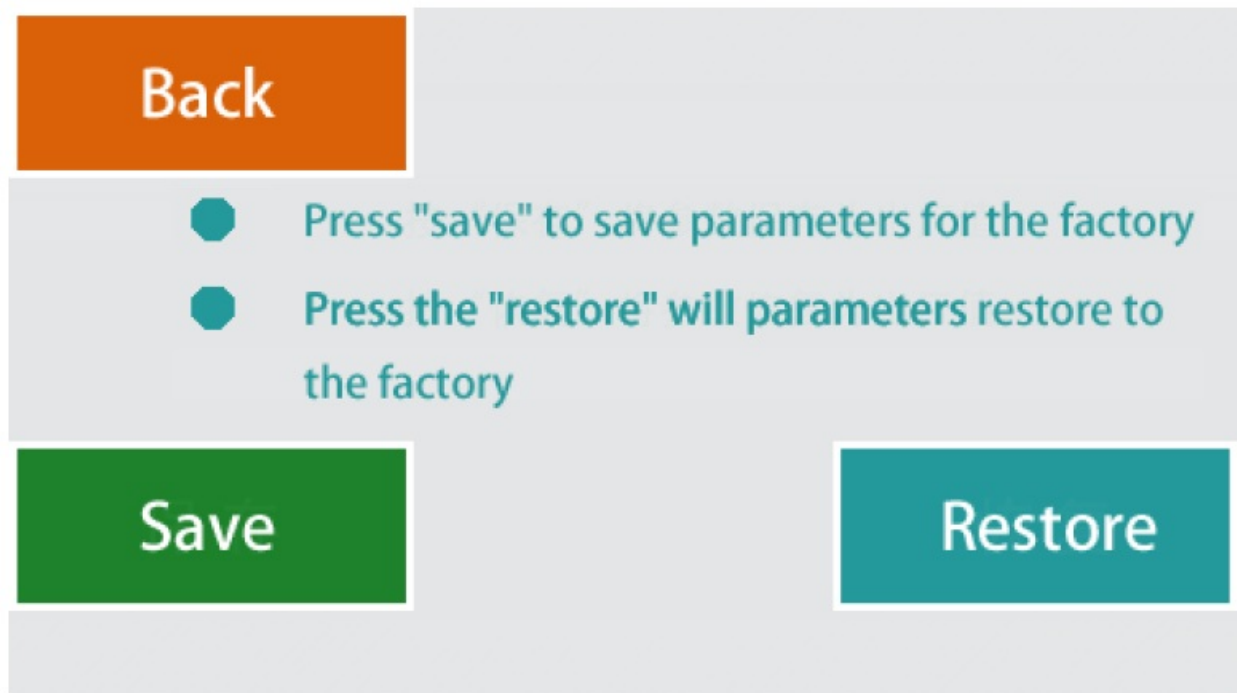 Back
Press "save" to save parameters for the factory
Press the "restore" will parameters restore to
the factory
Save
Restore